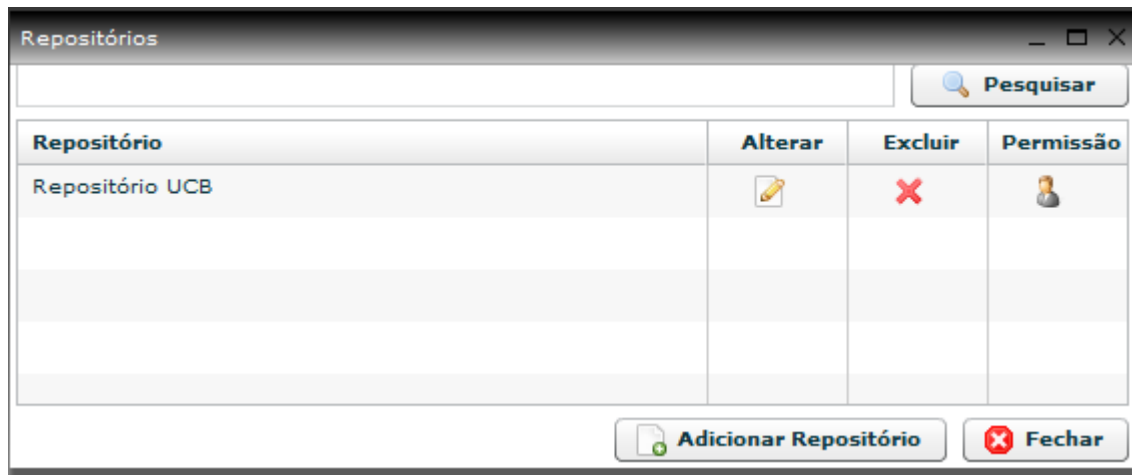 Repositórios
Pesquisar
Repositório Alterar Excluir Permissão
Repositório UCB
Adicionar Repositório Fechar